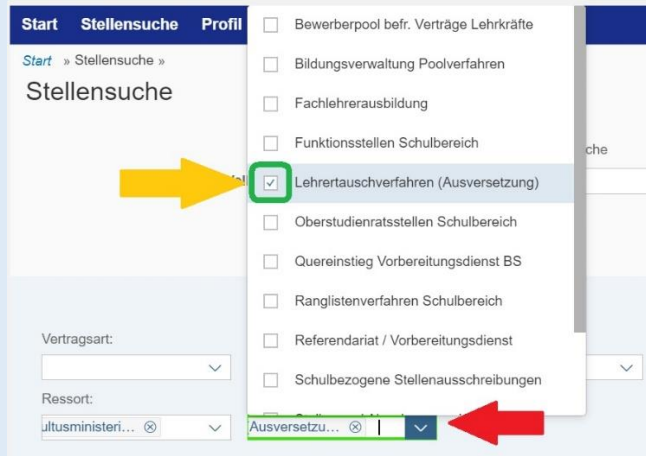 Start Stellensuche Profil
Start » Stellensuche »
Stellensuche
che
Bewerberpool befr. Verträge Lehrkräfte
Bildungsverwaltung Poolverfahren
Fachlehrerausbildung
Funktionsstellen Schulbereich
Lehrertauschverfahren (Ausversetzung)
Oberstudienratsstellen Schulbereich
Quereinstieg Vorbereitungsdienst BS
Ranglistenverfahren Schulbereich
Referendariat / Vorbereitungsdienst
Schulbezogene Stellenausschreibungen
Vertragsart:
Ressort:
ultusministeri...
Ausversetzu...